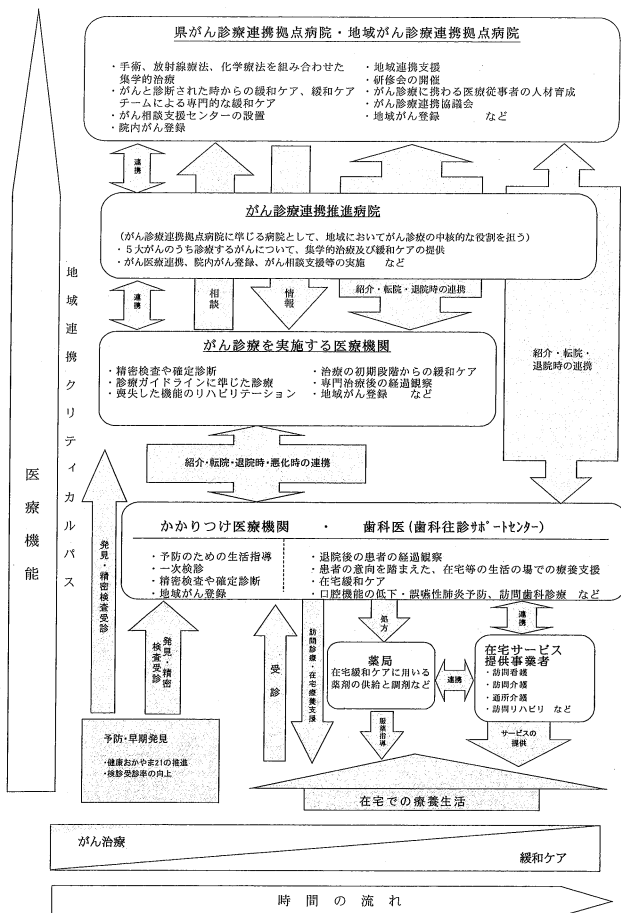 県がん診療連携拠点病院・地域がん診療連携拠点病院
・手術、放射線療法、化学療法を組み合わせた
集学的治療
・がんと診断された時からの緩和ケア、緩和ケア
チームによる専門的な緩和ケア
・がん相談支援センターの設置
・院内がん登録
・地域連携支援
・研修会の開催
・がん診療に携わる医療従事者の人材育成
・がん診療連携協議会
・地域がん登録 など
連携
がん診療連携推進病院
(がん診療連携拠点病院に準じる病院として、地域においてがん診療の中核的な役割を担う)
・5大がんのうち診療するがんについて、集学的治療及び緩和ケアの提供
・がん医療連携、院内がん登録、がん相談支援等の実施 など
連携
相談
情報
紹介・転院・退院時の連携
紹介・転院・
退院時の連携
がん診療を実施する医療機関
・精密検査や確定診断
・診療ガイドラインに準じた診療
・喪失した機能のリハビリテーション
・治療の初期段階からの緩和ケア
・専門治療後の経過観察
・地域がん登録 など
紹介・転院・退院時・悪化時の連携
地域連携クリティカルパス
医療機能
かかりつけ医療機関 ・ 歯科医(歯科往診サポートセンター)
・予防のための生活指導
・一次検診
・精密検査や確定診断
・地域がん登録
・退院後の患者の経過観察
・患者の意向を踏まえた、在宅等の生活の場での療養支援
・在宅緩和ケア
・口腔機能の低下・誤嚥性肺炎予防、訪問歯科診療 など
発見・精密検査受診
発見・精密
検査受診
受診
訪問診療・在宅療養支援
処方
連携
薬局
在宅緩和ケアに用いる
薬剤の供給と調剤など
連携
在宅サービス
提供事業者
・訪問看護
・訪問介護
・通所介護
・訪問リハビリ など
服薬指導
サービスの
提供
予防・早期発見
・健康おかやま21の推進
・検診受診率の向上
在宅での療養生活
がん治療
緩和ケア
時間の流れ